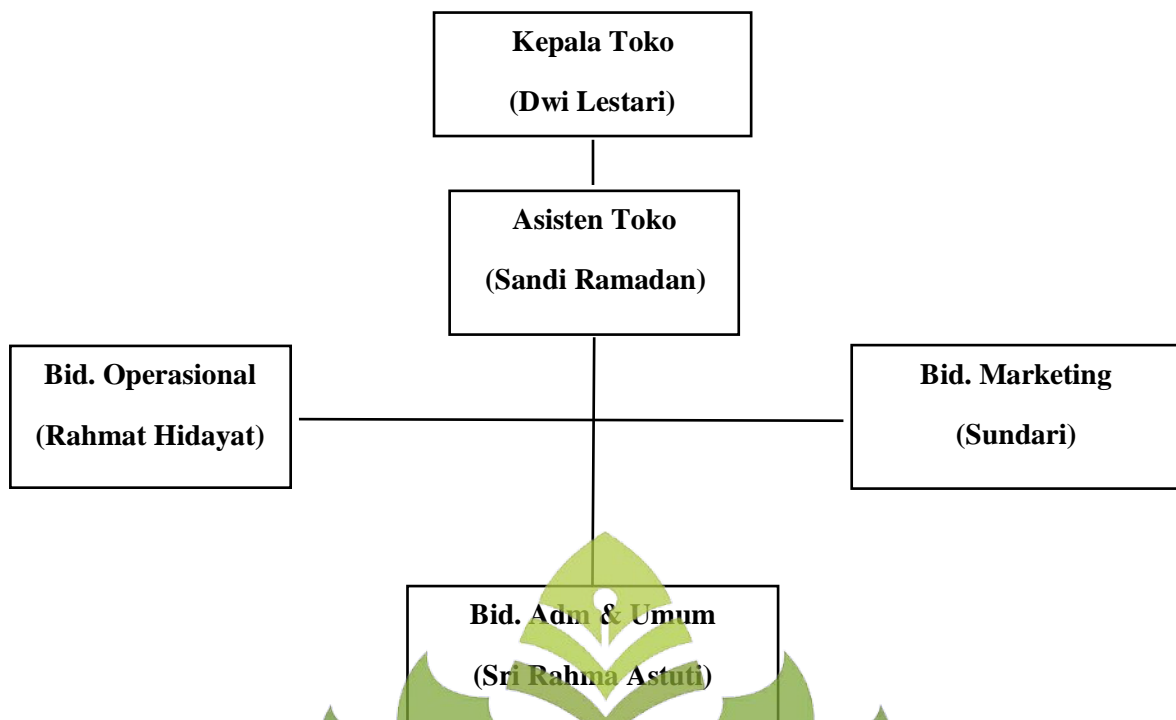 Kepala Toko
(Dwi Lestari)
Asisten Toko
(Sandi Ramadan)
Bid. Operasional
(Rahmat Hidayat)
Bid. Marketing
(Sundari)
Bid. Adm & Umum
(Sri Rahma Astuti)